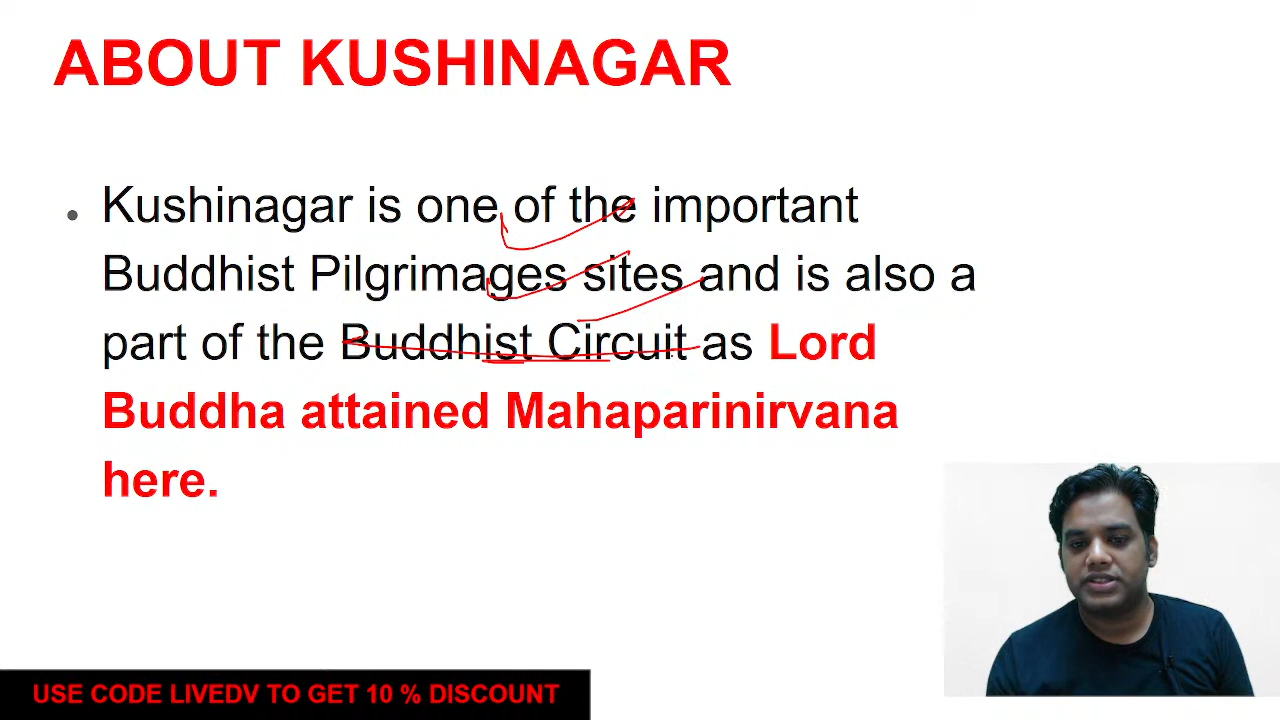 ABOUT KUSHINAGAR
• Kushinagar is one of the important
Buddhist Pilgrimages sites and is also a
part of the Buddhist Circuit as Lord
Buddha attained Mahaparinirvana
here.
USE CODE LIVEDV TO GET 10 % DISCOUNT